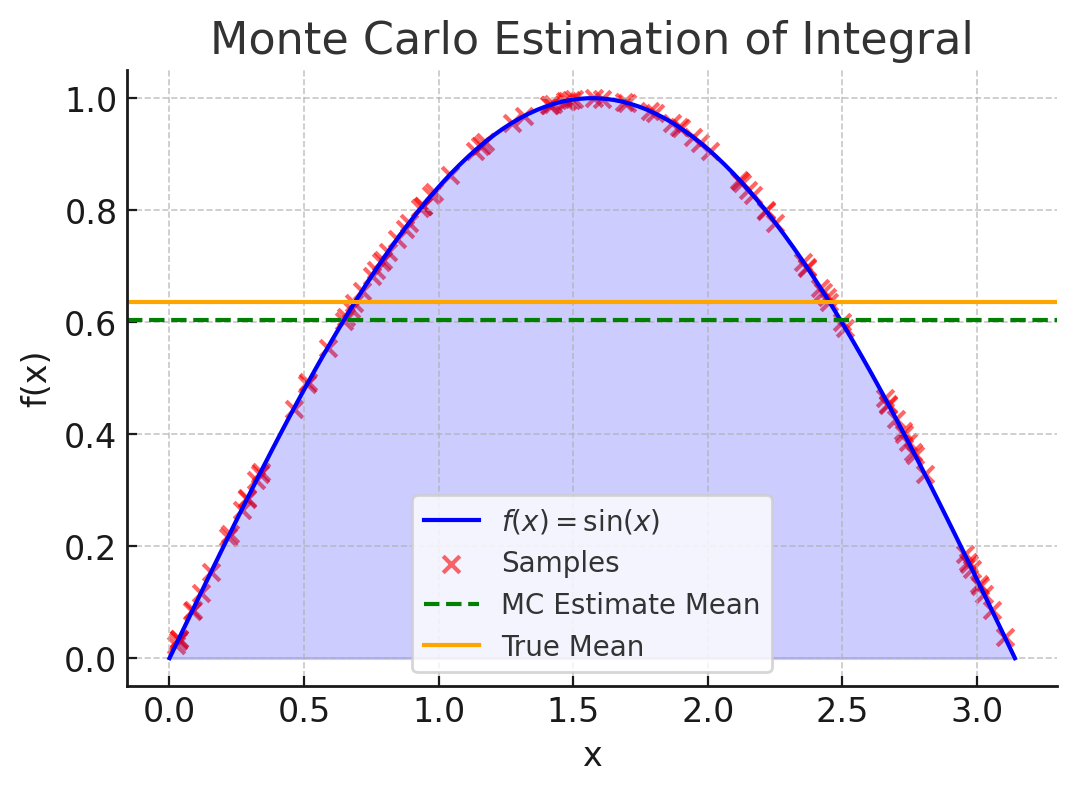 Monte Carlo Estimation of Integral
1.0
0.8
0.6
0.4
0.2
0.0
f(x)
f(x) = sin(x)
Samples
MC Estimate Mean
True Mean
0.0 0.5 1.0 1.5 2.0 2.5 3.0
x